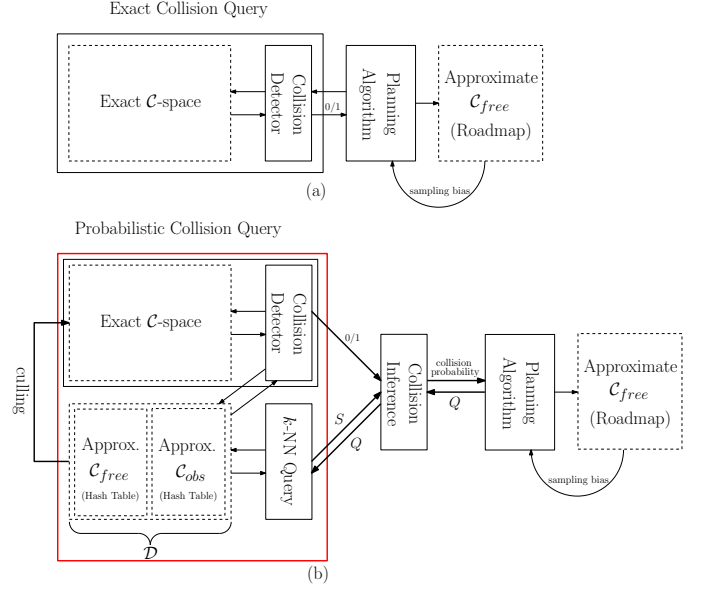 Exact Collision Query
Exact 𝒞-space
Collision
Detector
0/1
Planning
Algorithm
Approximate
𝒞_free
(Roadmap)
sampling bias
(a)
Probabilistic Collision Query
Exact 𝒞-space
Collision
Detector
0/1
culling
Approx.
𝒞_free
(Hash Table)
Approx.
𝒞_obs
(Hash Table)
𝒟
k-NN Query
S
Q
Collision
Inference
collision
probability
Q
Planning
Algorithm
Approximate
𝒞_free
(Roadmap)
sampling bias
(b)